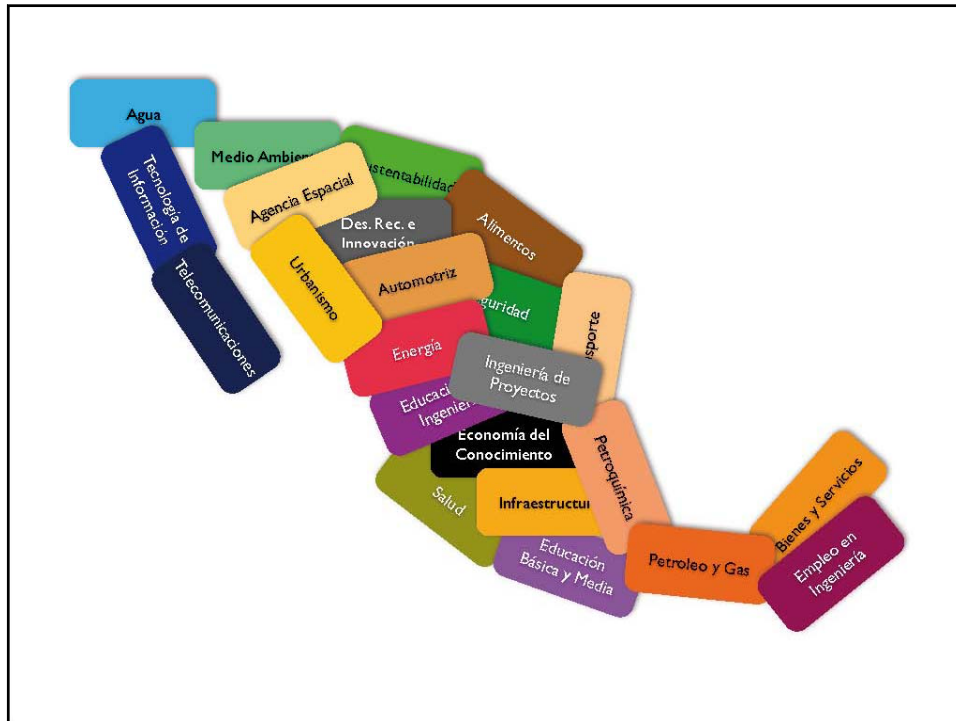 Agua
Tecnología de
Información
Telecomunicaciones
Medio Ambien
ustentabilidad
Agencia Espacial
Des. Rec. e
Innovación
Alimentos
Urbanismo
Automotriz
guridad
sporte
Energía
Ingeniería de
Proyectos
Educaci
Ingenier
Economía del
Conocimiento
Petroquímica
Salud
Infraestructur
Educación
Básica y Media
Petroleo y Gas
Bienes y Servicios
Empleo en
Ingeniería